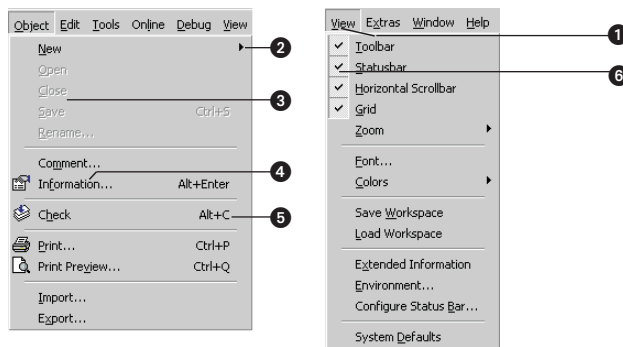 Object Edit Tools Online Debug View
New
Open
Close
Save Ctrl+S
Rename...
Comment...
Information... Alt+Enter
Check Alt+C
Print... Ctrl+P
Print Preview... Ctrl+Q
Import...
Export...
2
3
4
5
View Extras Window Help
Toolbar
Statusbar
Horizontal Scrollbar
Grid
Zoom
Font...
Colors
Save Workspace
Load Workspace
Extended Information
Environment...
Configure Status Bar...
System Defaults
1
6